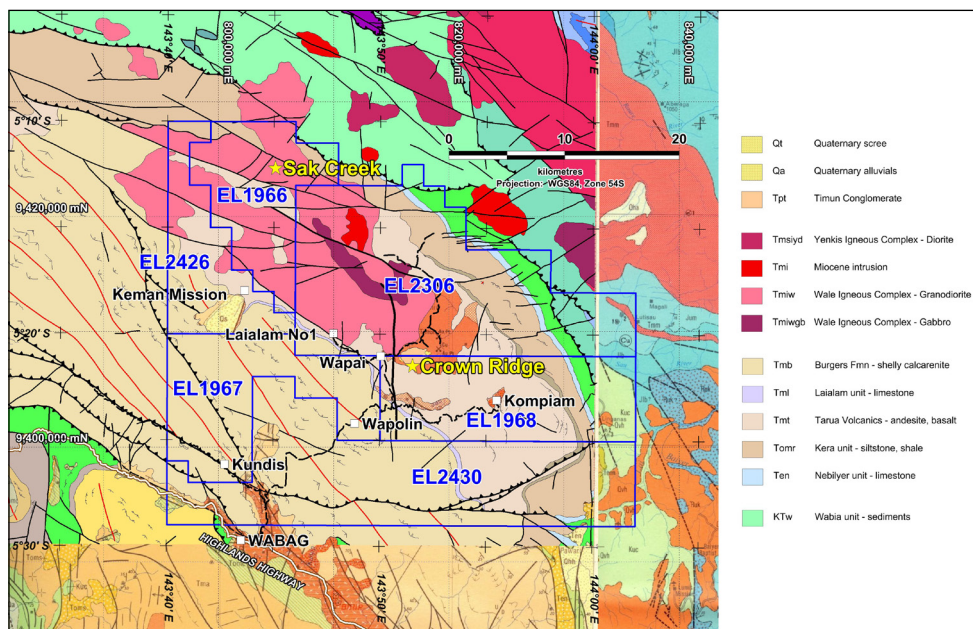 143°40' E
800,000 mE
143°50' E
820,000 mE
144°00' E
840,000 mE
5°10' S
0
10
20
kilometres
Projection:- WGS84, Zone 54S
Sak Creek
EL1966
9,420,000 mN
EL2426
EL2306
Keman Mission
Qa
5°20' S
Laialam No1
Wapai
Crown Ridge
EL1967
Kompiam
EL1968
Wapolin
9,400,000 mN
Kundis
EL2430
5°30' S
WABAG
HIGHLANDS HIGHWAY
143°40' E
143°50' E
144°00' E
Qt Quaternary scree
Qa Quaternary alluvials
Tpt Timun Conglomerate
Tmsiyd Yenkis Igneous Complex - Diorite
Tmi Miocene intrusion
Tmiw Wale Igneous Complex - Granodiorite
Tmiwgb Wale Igneous Complex - Gabbro
Tmb Burgers Fmn - shelly calcarenite
Tml Laialam unit - limestone
Tmt Tarua Volcanics - andesite, basalt
Tomr Kera unit - siltstone, shale
Ten Nebilyer unit - limestone
KTw Wabia unit - sediments